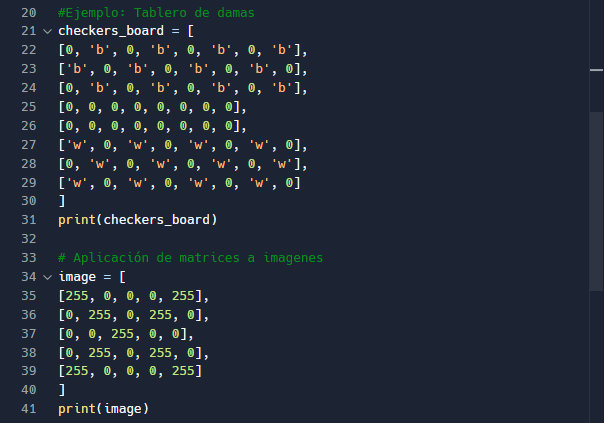 20 #Ejemplo: Tablero de damas
21 checkers_board = [
22 [0, 'b', 0, 'b', 0, 'b', 0, 'b'],
23 ['b', 0, 'b', 0, 'b', 0, 'b', 0],
24 [0, 'b', 0, 'b', 0, 'b', 0, 'b'],
25 [0, 0, 0, 0, 0, 0, 0, 0],
26 [0, 0, 0, 0, 0, 0, 0, 0],
27 ['w', 0, 'w', 0, 'w', 0, 'w', 0],
28 [0, 'w', 0, 'w', 0, 'w', 0, 'w'],
29 ['w', 0, 'w', 0, 'w', 0, 'w', 0]
30 ]
31 print(checkers_board)
32
33 # Aplicación de matrices a imagenes
34 image = [
35 [255, 0, 0, 0, 255],
36 [0, 255, 0, 255, 0],
37 [0, 0, 255, 0, 0],
38 [0, 255, 0, 255, 0],
39 [255, 0, 0, 0, 255]
40 ]
41 print(image)